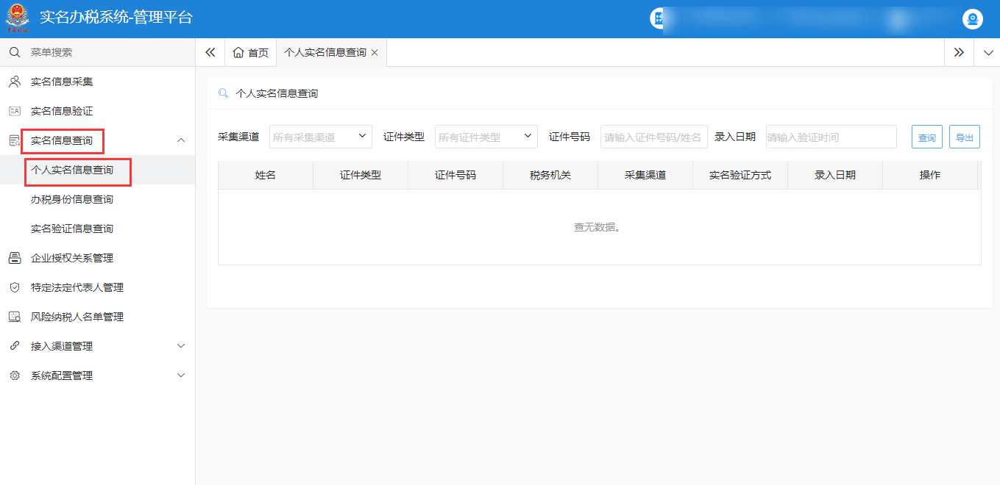 实名办税系统-管理平台
菜单搜索
首页
个人实名信息查询
实名信息采集
实名信息验证
实名信息查询
个人实名信息查询
办税身份信息查询
实名验证信息查询
企业授权关系管理
特定法定代表人管理
风险纳税人名单管理
接入渠道管理
系统配置管理
个人实名信息查询
采集渠道 所有采集渠道 证件类型 所有证件类型 证件号码 请输入证件号码/姓名 录入日期 请输入验证时间 查询 导出
姓名 证件类型 证件号码 税务机关 采集渠道 实名验证方式 录入日期 操作
查无数据。